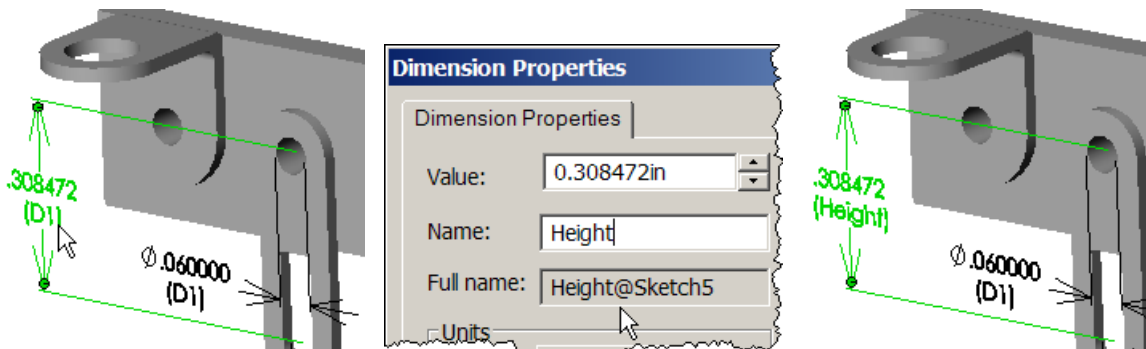 .308472
(D1)
Ø.060000
(D1)
Dimension Properties
Dimension Properties
Value: 0.308472in
Name: Height
Full name: Height@Sketch5
Units
.308472
(Height)
Ø.060000
(D1)